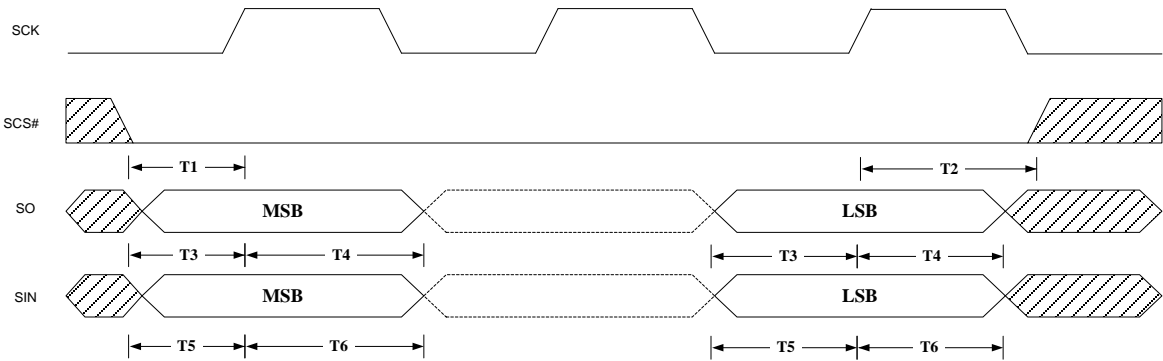 SCK
SCS#
T1 T2
SO MSB LSB
T3 T4 T3 T4
SIN MSB LSB
T5 T6 T5 T6